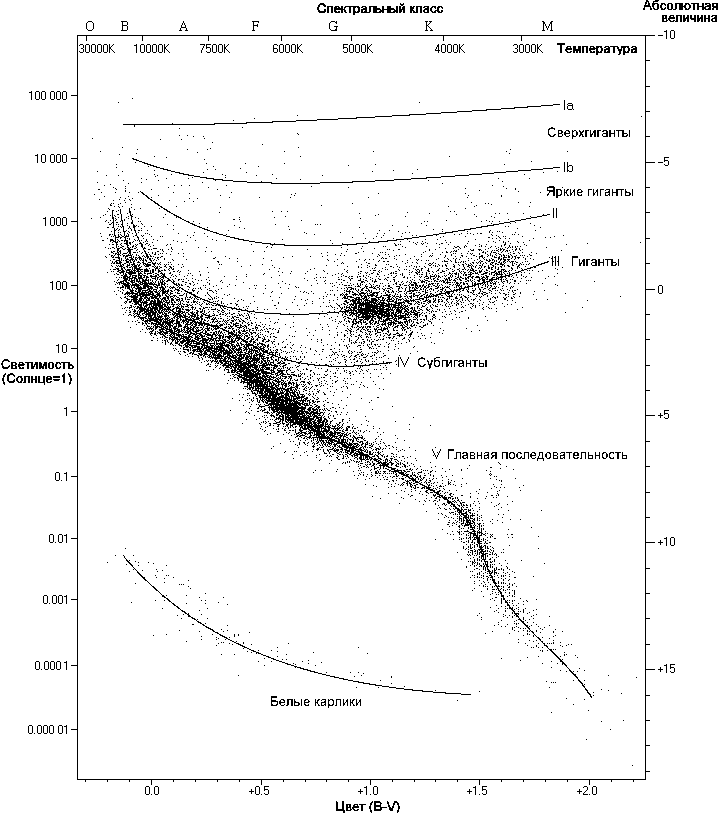 Спектральный класс
Абсолютная
величина
O B A F G K M
30000K 10000K 7500K 6000K 5000K 4000K 3000K Температура
−10
100 000
Ia
Сверхгиганты
10 000
Ib
−5
Яркие гиганты
1000
II
III Гиганты
100
0
10
Светимость
(Солнце=1)
IV Субгиганты
1
+5
V Главная последовательность
0.1
0.01
+10
0.001
0.0001
+15
Белые карлики
0.000 01
0.0 +0.5 +1.0 +1.5 +2.0
Цвет (B-V)